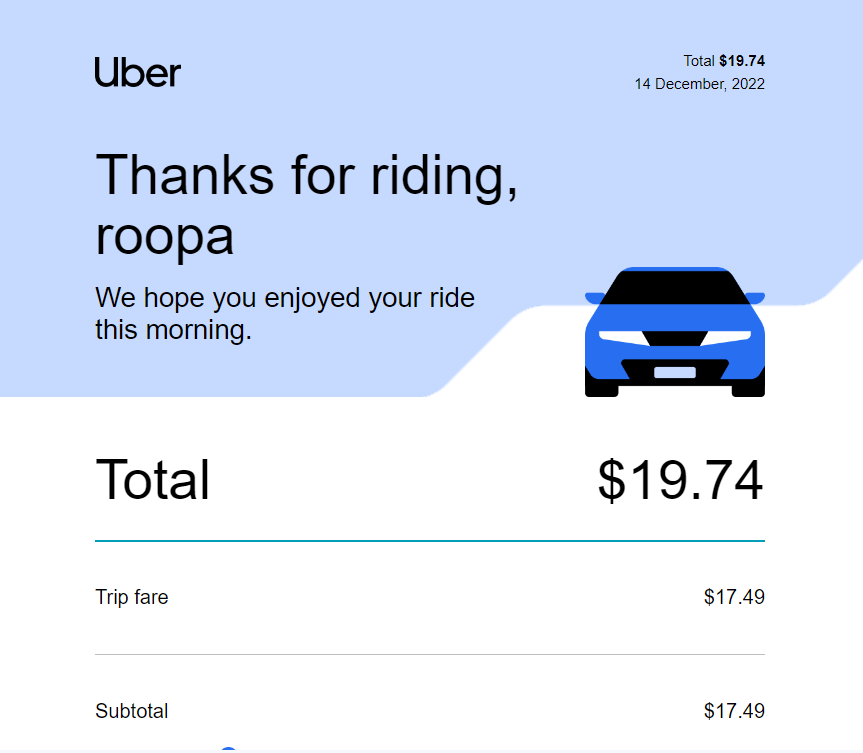 Uber
Total $19.74
14 December, 2022
Thanks for riding,
roopa
We hope you enjoyed your ride
this morning.
Total $19.74
Trip fare $17.49
Subtotal $17.49